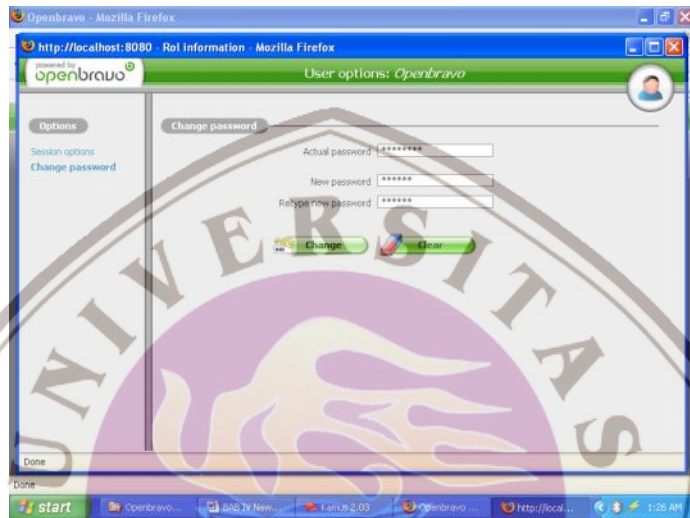 Openbravo - Mozilla Firefox
http://localhost:8080 - Rol information - Mozilla Firefox
powered by
openbravo
User options: Openbravo
Options
Session options
Change password
Change password
Actual password ********
New password ******
Retype new password ******
Change
Clear
UNIVERSITAS
Done
Done
start
Openbravo...
BAB IV New...
Kamus 2.03
Openbravo ...
http://local...
1:26 AM